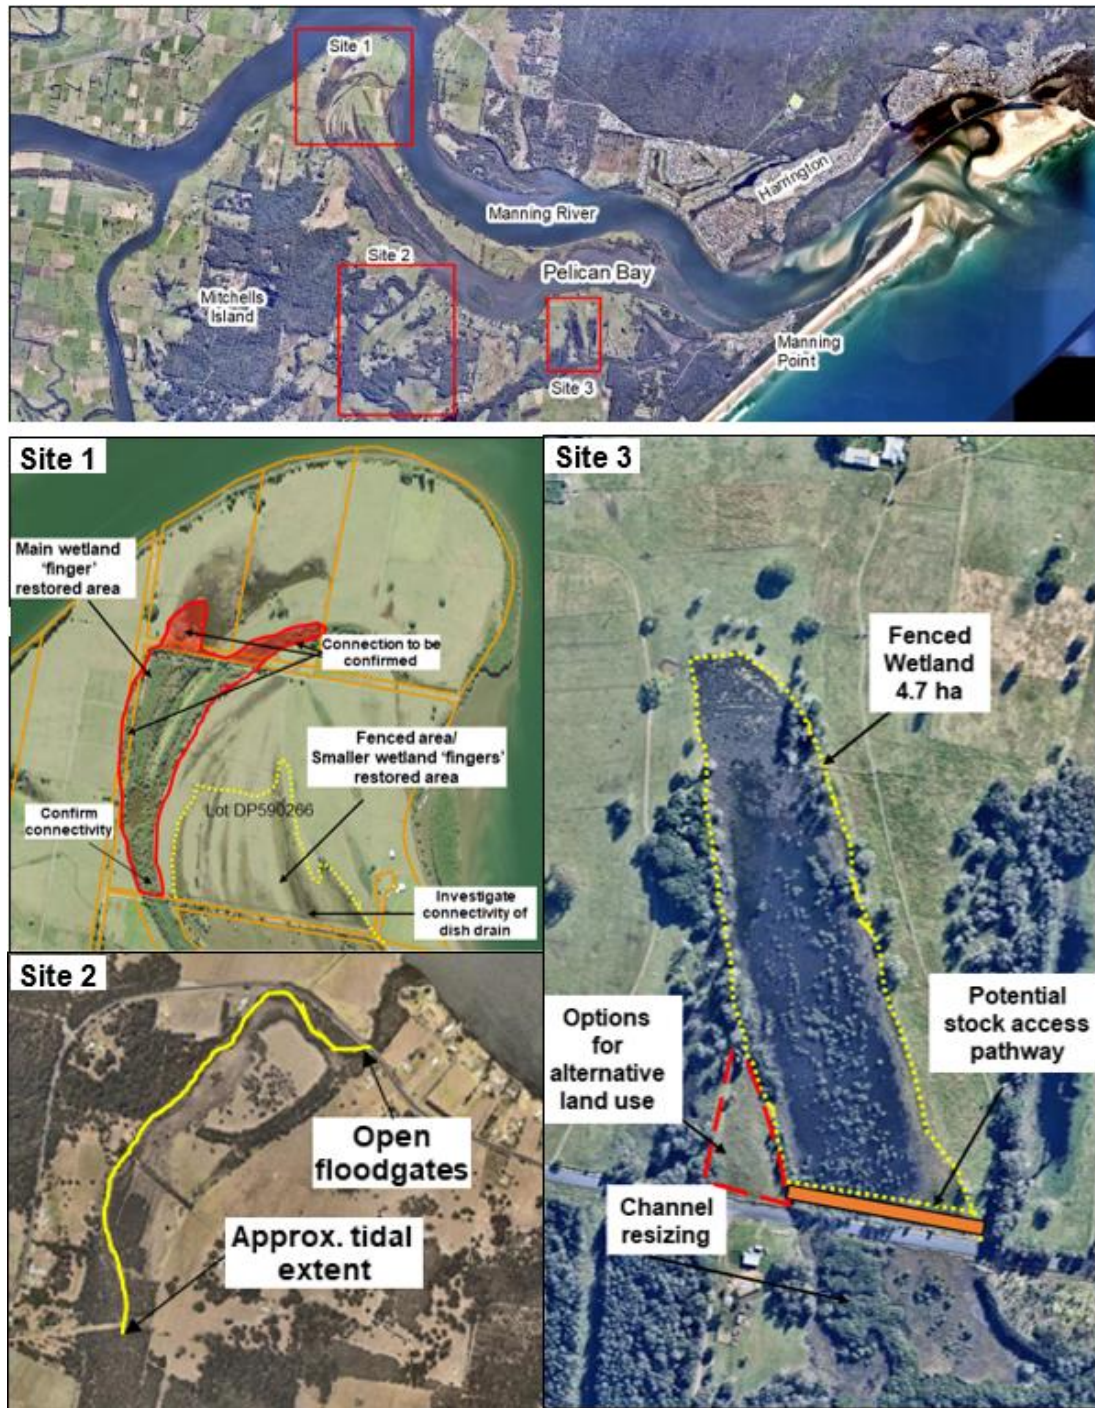 Site 1
Manning River
Harrington
Site 2
Pelican Bay
Mitchells
Island
Manning
Point
Site 3
Site 1
Main wetland
‘finger’
restored area
Connection to be
confirmed
Fenced area/
Smaller wetland ‘fingers’
restored area
Lot DP590266
Confirm
connectivity
Investigate
connectivity of
dish drain
Site 2
Open
floodgates
Approx. tidal
extent
Site 3
Fenced
Wetland
4.7 ha
Options
for
alternative
land use
Potential
stock access
pathway
Channel
resizing